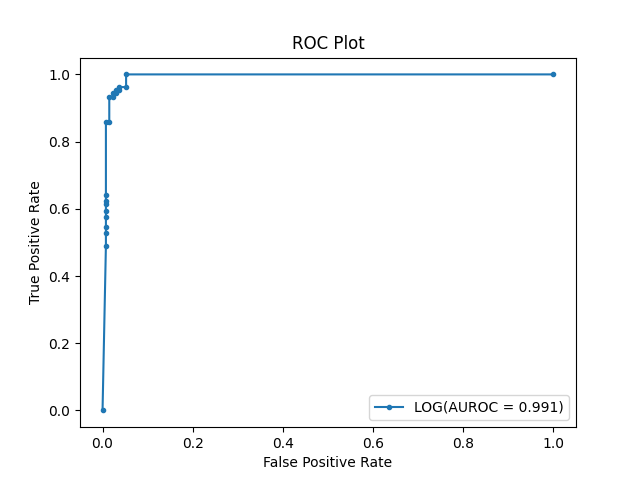 ROC Plot
True Positive Rate
1.0
0.8
0.6
0.4
0.2
0.0
0.0 0.2 0.4 0.6 0.8 1.0
False Positive Rate
LOG(AUROC = 0.991)